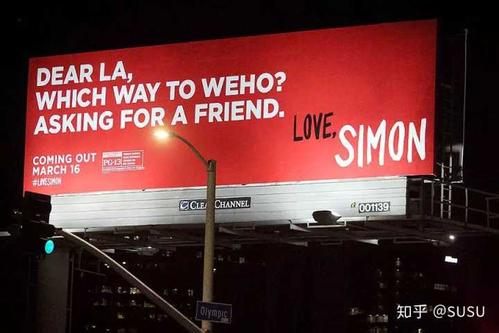 DEAR LA,
WHICH WAY TO WEHO?
ASKING FOR A FRIEND.
LOVE,
SIMON
COMING OUT
MARCH 16
PG-13
#LOVESIMON
CLEAR CHANNEL
001139
Olympic
知乎 @SUSU